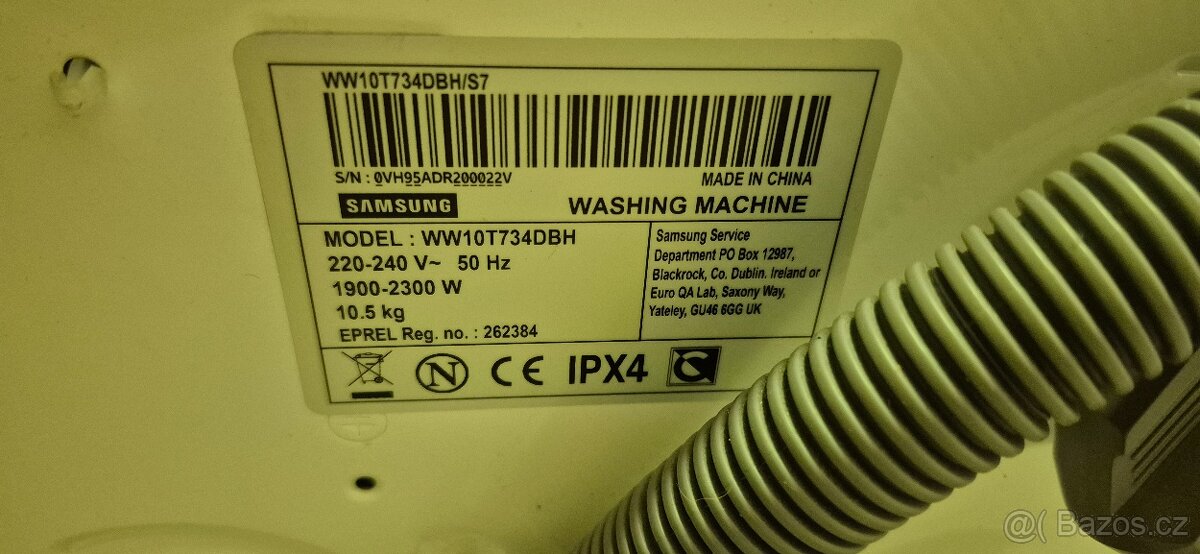 WW10T734DBH/S7
S/N : 0VH95ADR200022V
MADE IN CHINA
SAMSUNG
WASHING MACHINE
MODEL : WW10T734DBH
220-240 V~ 50 Hz
1900-2300 W
10.5 kg
EPREL Reg. no. : 262384
Samsung Service
Department PO Box 12987,
Blackrock, Co. Dublin. Ireland or
Euro QA Lab, Saxony Way,
Yateley, GU46 6GG UK
N CE IPX4
@( Bazoš.cz